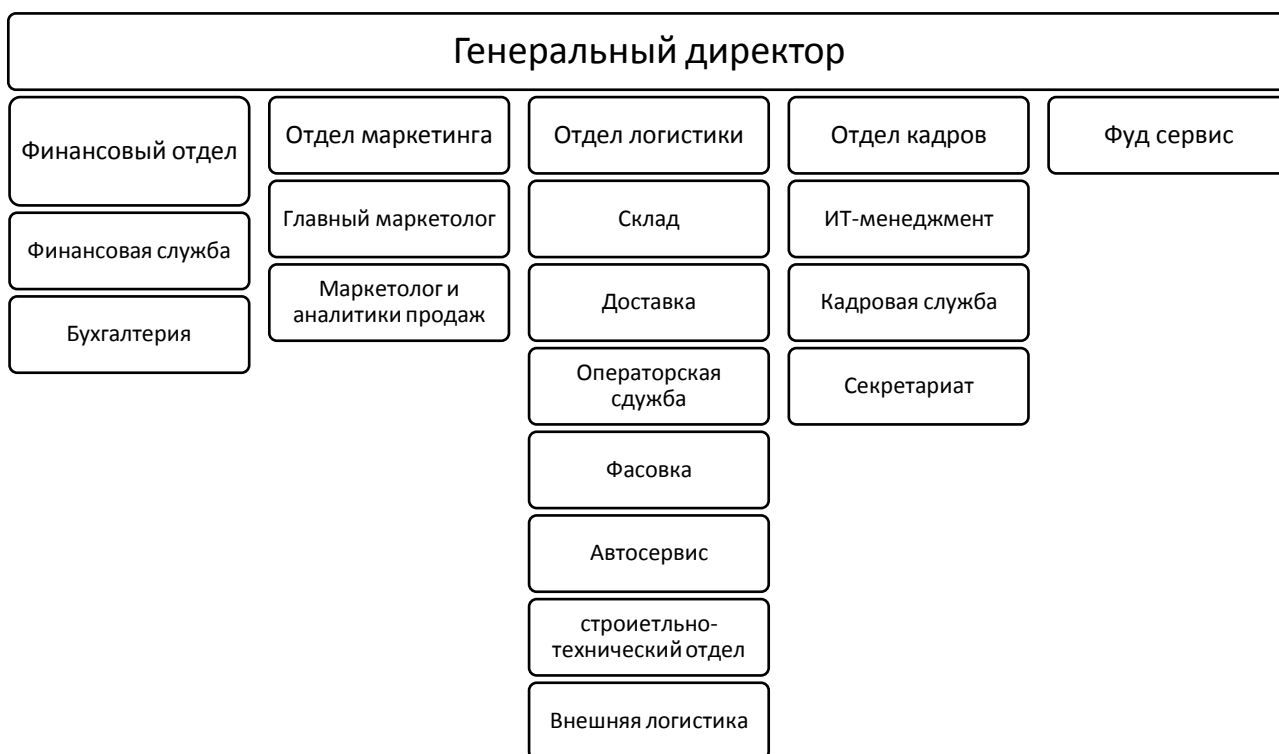 Генеральный директор
Финансовый отдел
Финансовая служба
Бухгалтерия
Отдел маркетинга
Главный маркетолог
Маркетолог и
аналитики продаж
Отдел логистики
Склад
Доставка
Операторская
сдужба
Фасовка
Автосервис
строиетльно-
технический отдел
Внешняя логистика
Отдел кадров
ИТ-менеджмент
Кадровая служба
Секретариат
Фуд сервис